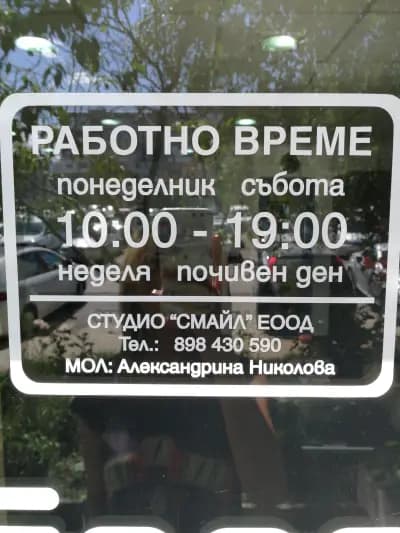 РАБОТНО ВРЕМЕ
понеделник събота
10:00 - 19:00
неделя почивен ден
СТУДИО "СМАЙЛ" ЕООД
Тел.: 898 430 590
МОЛ: Александрина Николова